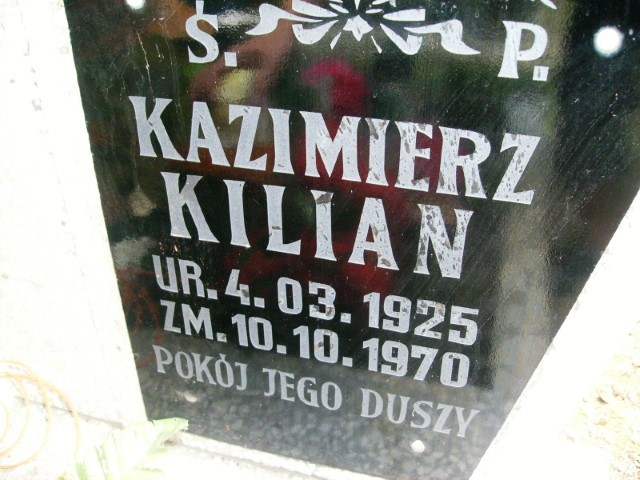 Ś. P.
KAZIMIERZ
KILIAN
UR. 4. 03. 1925
ZM. 10. 10. 1970
POKÓJ JEGO DUSZY